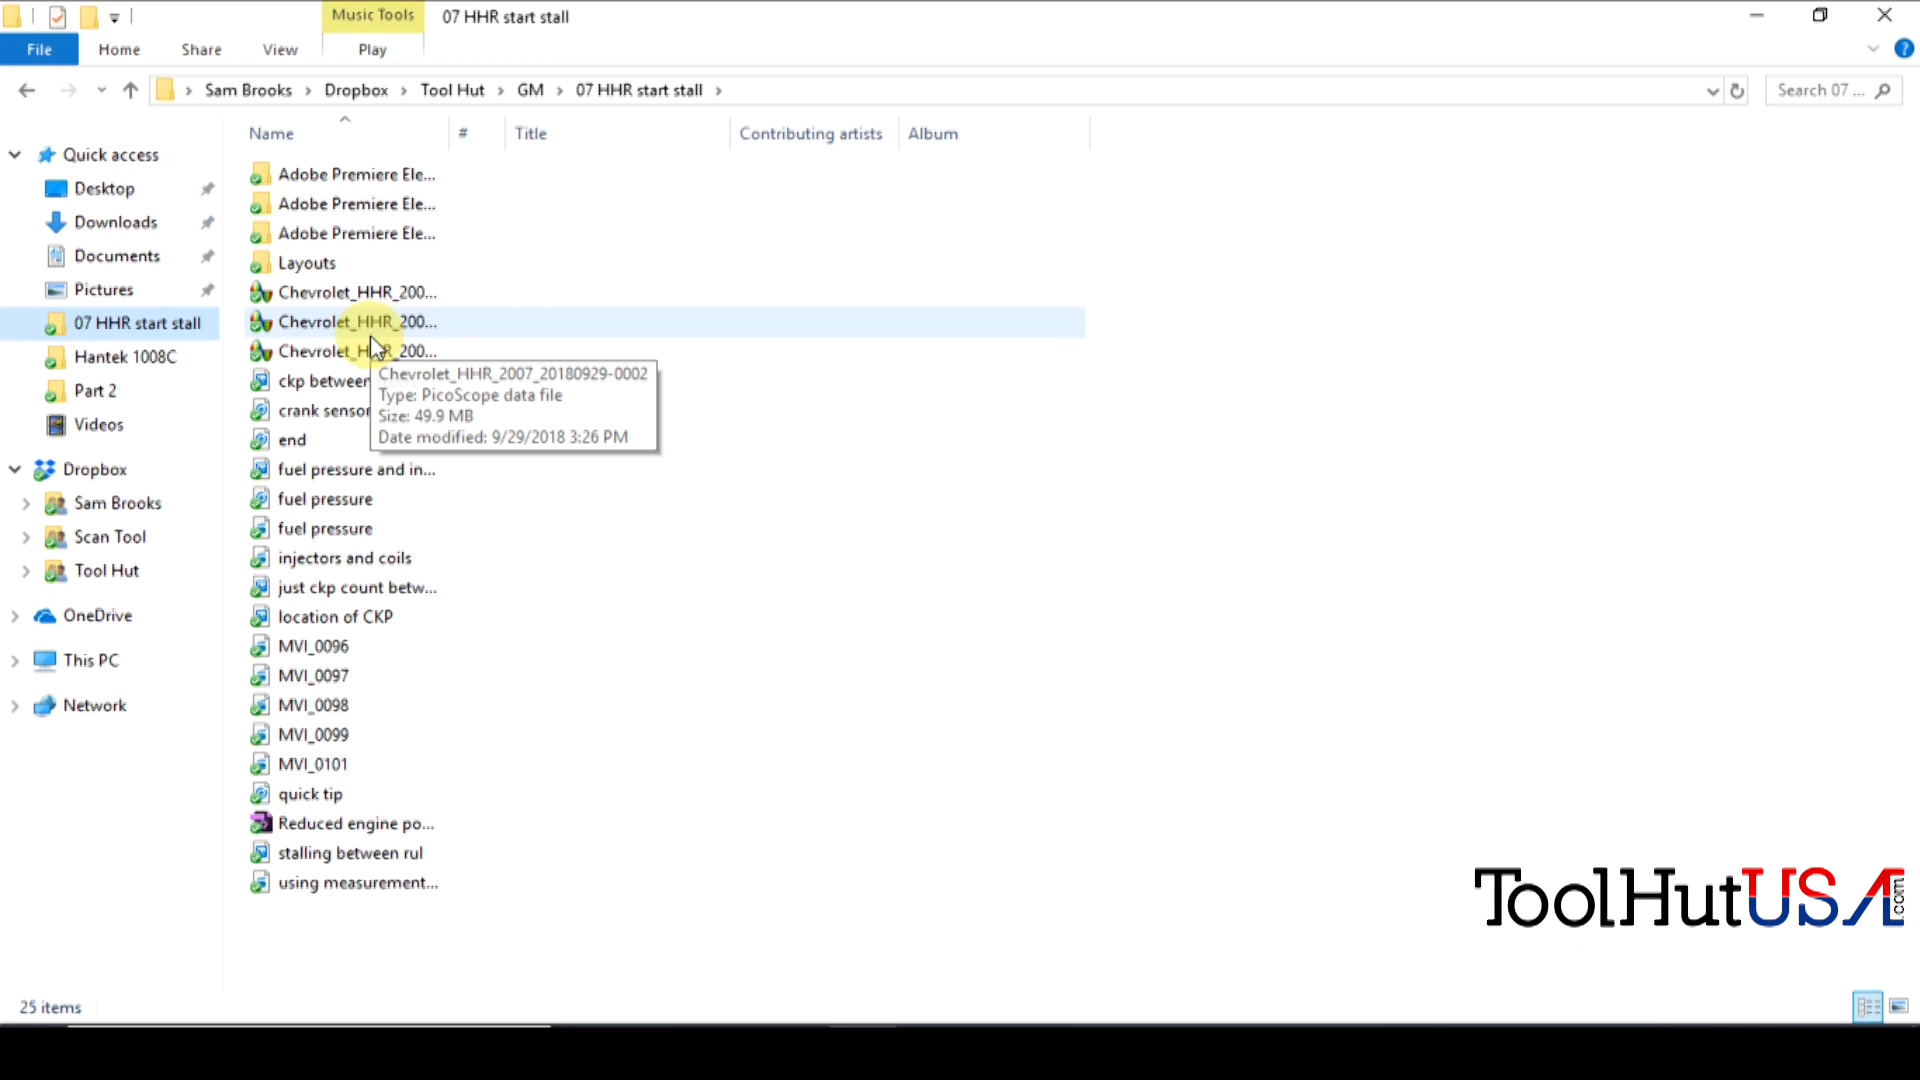 Music Tools
07 HHR start stall
File
Home
Share
View
Play
?
Sam Brooks
Dropbox
Tool Hut
GM
07 HHR start stall
Search 07 ...
Name
#
Title
Contributing artists
Album
Quick access
Desktop
Downloads
Documents
Pictures
07 HHR start stall
Hantek 1008C
Part 2
Videos
Dropbox
Sam Brooks
Scan Tool
Tool Hut
OneDrive
This PC
Network
Adobe Premiere Ele...
Adobe Premiere Ele...
Adobe Premiere Ele...
Layouts
Chevrolet_HHR_200...
Chevrolet_HHR_200...
Chevrolet_HHR_200...
ckp between
crank sensor
end
fuel pressure and in...
fuel pressure
fuel pressure
injectors and coils
just ckp count betw...
location of CKP
MVI_0096
MVI_0097
MVI_0098
MVI_0099
MVI_0101
quick tip
Reduced engine po...
stalling between rul
using measurement...
Chevrolet_HHR_2007_20180929-0002
Type: PicoScope data file
Size: 49.9 MB
Date modified: 9/29/2018 3:26 PM
ToolHutUSA.com
25 items